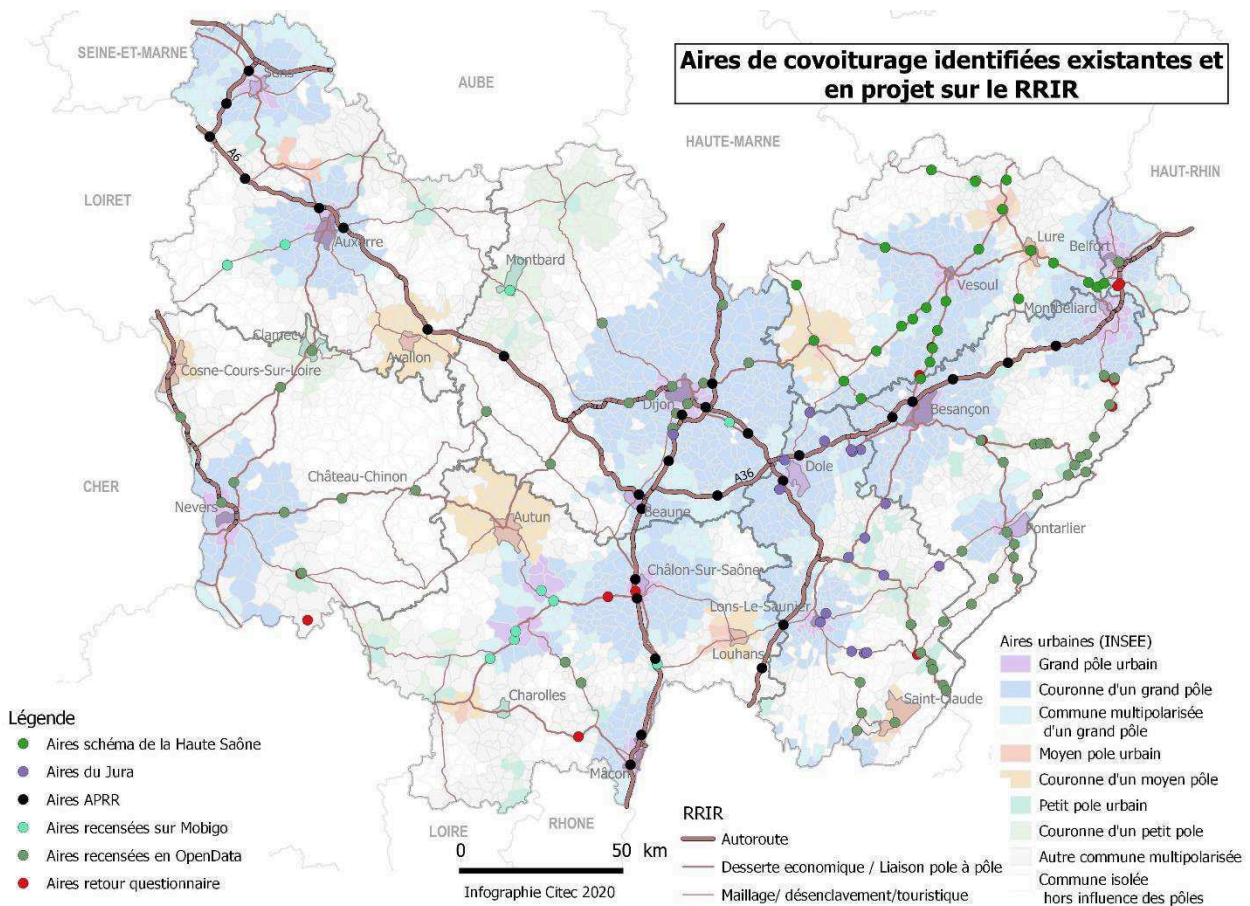 Aires de covoiturage identifiées existantes et
en projet sur le RRIR
SEINE-ET-MARNE
AUBE
HAUTE-MARNE
HAUT-RHIN
LOIRET
CHER
LOIRE
RHONE
Sens
A6
Auxerre
Montbard
Clamecy
Avallon
Cosne-Cours-Sur-Loire
Lure
Belfort
Vesoul
Montbéliard
Dijon
Besançon
Dole
A36
Château-Chinon
Nevers
Autun
Beaune
Pontarlier
Châlon-Sur-Saône
Lons-Le-Saunier
Louhans
Charolles
Saint-Claude
Mâcon
Légende
Aires schéma de la Haute Saône
Aires du Jura
Aires APRR
Aires recensées sur Mobigo
Aires recensées en OpenData
Aires retour questionnaire
0 50 km
Infographie Citec 2020
RRIR
Autoroute
Desserte economique / Liaison pole à pôle
Maillage/ désenclavement/touristique
Aires urbaines (INSEE)
Grand pôle urbain
Couronne d'un grand pôle
Commune multipolarisée
d'un grand pôle
Moyen pole urbain
Couronne d'un moyen pôle
Petit pole urbain
Couronne d'un petit pole
Autre commune multipolarisée
Commune isolée
hors influence des pôles